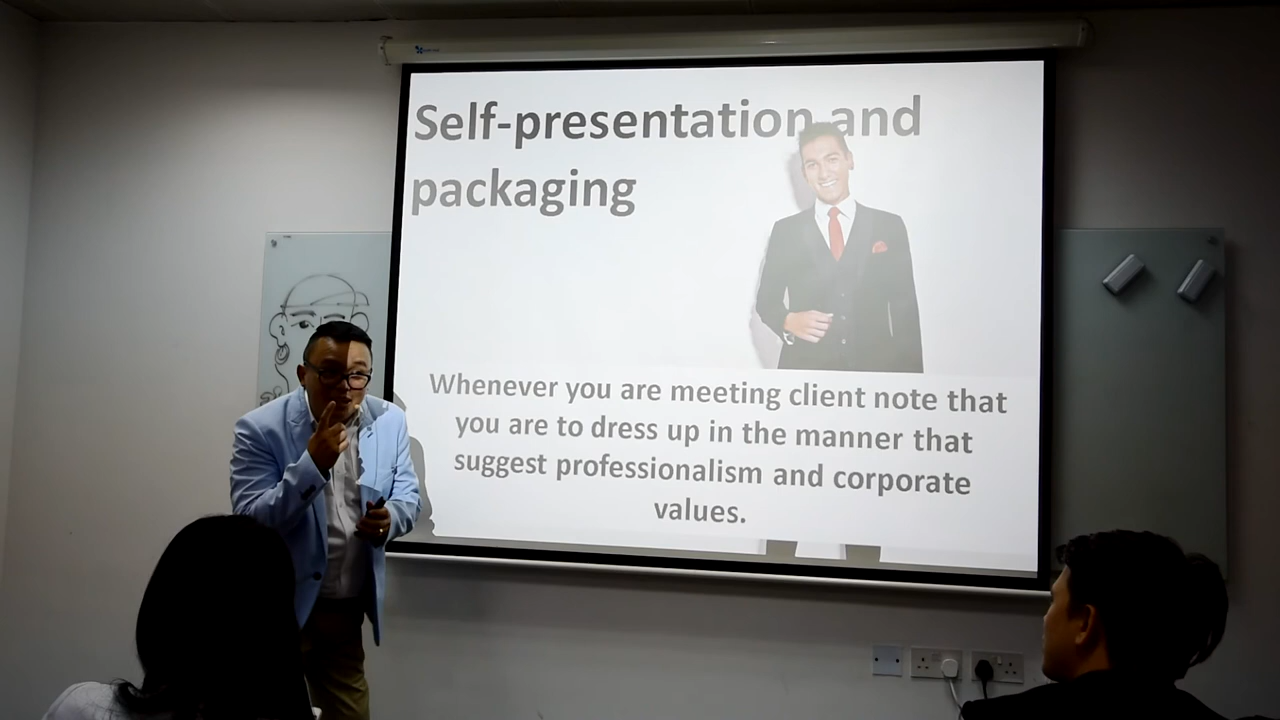 Self-presentation and
packaging
Whenever you are meeting client note that
you are to dress up in the manner that
suggest professionalism and corporate
values.